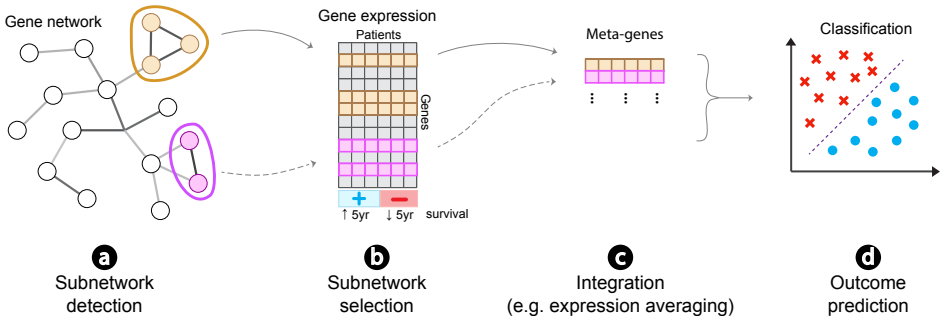 Gene network
Gene expression
Patients
Genes
+ −
↑ 5yr ↓ 5yr survival
Meta-genes
Classification
a
Subnetwork
detection
b
Subnetwork
selection
c
Integration
(e.g. expression averaging)
d
Outcome
prediction